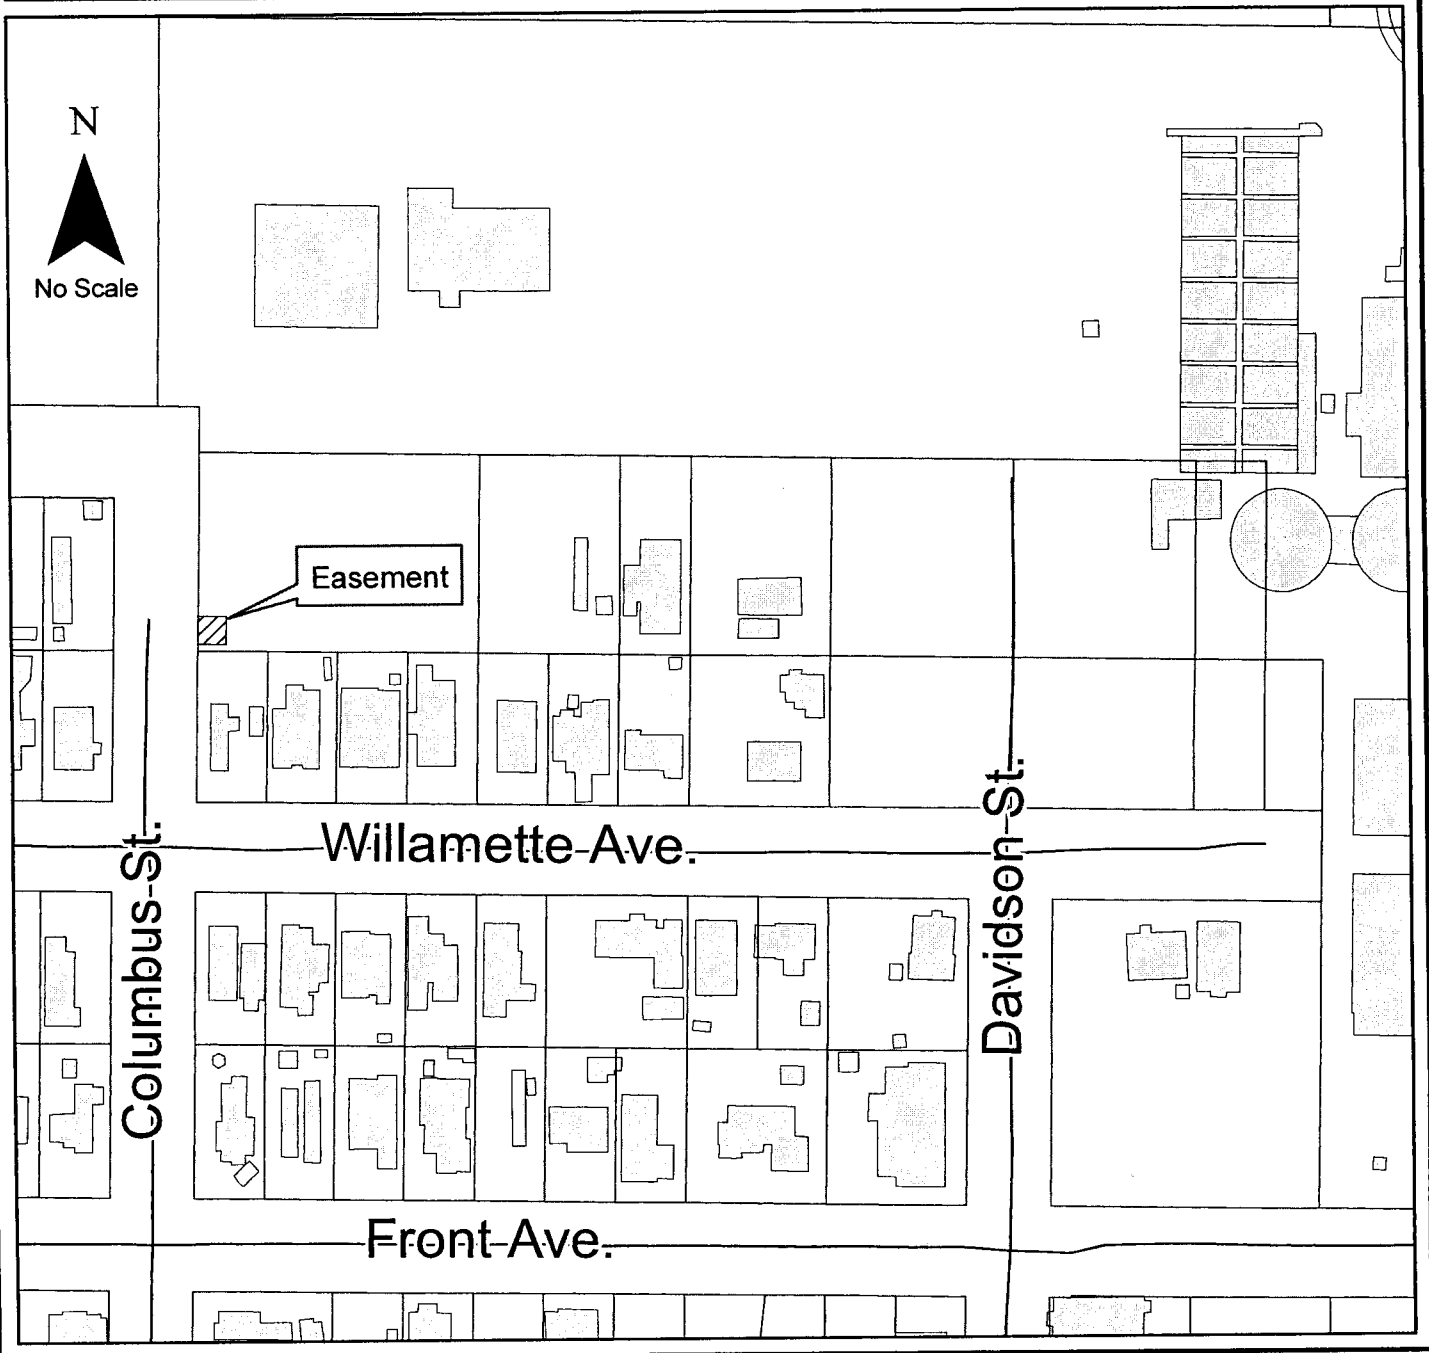 N
No Scale
Easement
Willamette Ave.
Columbus St.
Davidson St.
Front Ave.